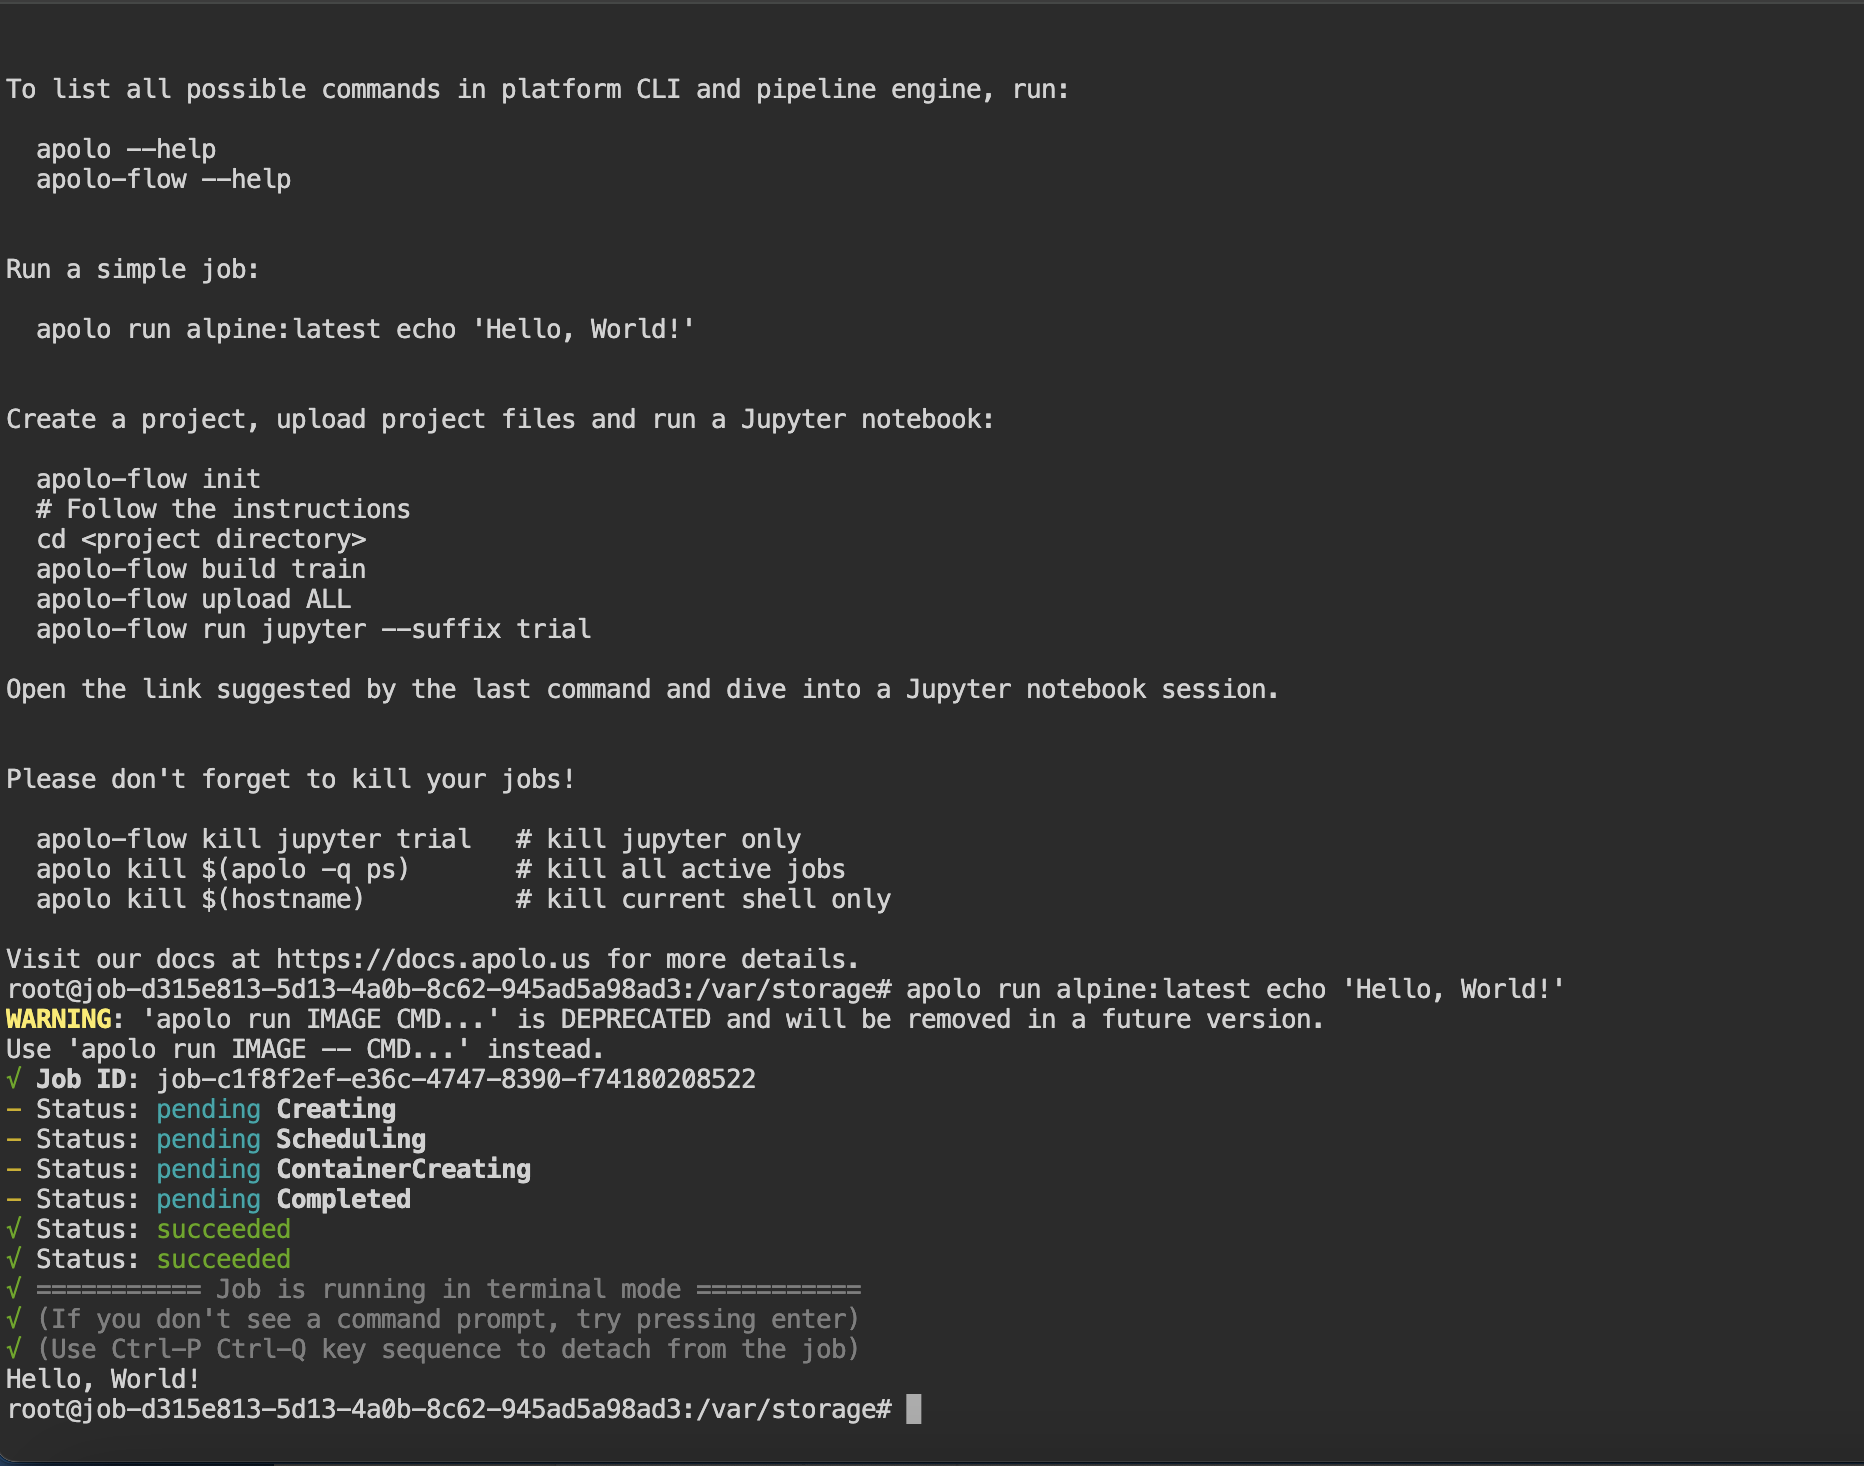 To list all possible commands in platform CLI and pipeline engine, run:
apolo --help
apolo-flow --help
Run a simple job:
apolo run alpine:latest echo 'Hello, World!'
Create a project, upload project files and run a Jupyter notebook:
apolo-flow init
# Follow the instructions
cd <project directory>
apolo-flow build train
apolo-flow upload ALL
apolo-flow run jupyter --suffix trial
Open the link suggested by the last command and dive into a Jupyter notebook session.
Please don't forget to kill your jobs!
apolo-flow kill jupyter trial   # kill jupyter only
apolo kill $(apolo -q ps)       # kill all active jobs
apolo kill $(hostname)          # kill current shell only
Visit our docs at https://docs.apolo.us for more details.
root@job-d315e813-5d13-4a0b-8c62-945ad5a98ad3:/var/storage# apolo run alpine:latest echo 'Hello, World!'
WARNING: 'apolo run IMAGE CMD...' is DEPRECATED and will be removed in a future version.
Use 'apolo run IMAGE -- CMD...' instead.
√ Job ID: job-c1f8f2ef-e36c-4747-8390-f74180208522
- Status: pending Creating
- Status: pending Scheduling
- Status: pending ContainerCreating
- Status: pending Completed
√ Status: succeeded
√ Status: succeeded
√ =========== Job is running in terminal mode ===========
√ (If you don't see a command prompt, try pressing enter)
√ (Use Ctrl-P Ctrl-Q key sequence to detach from the job)
Hello, World!
root@job-d315e813-5d13-4a0b-8c62-945ad5a98ad3:/var/storage#